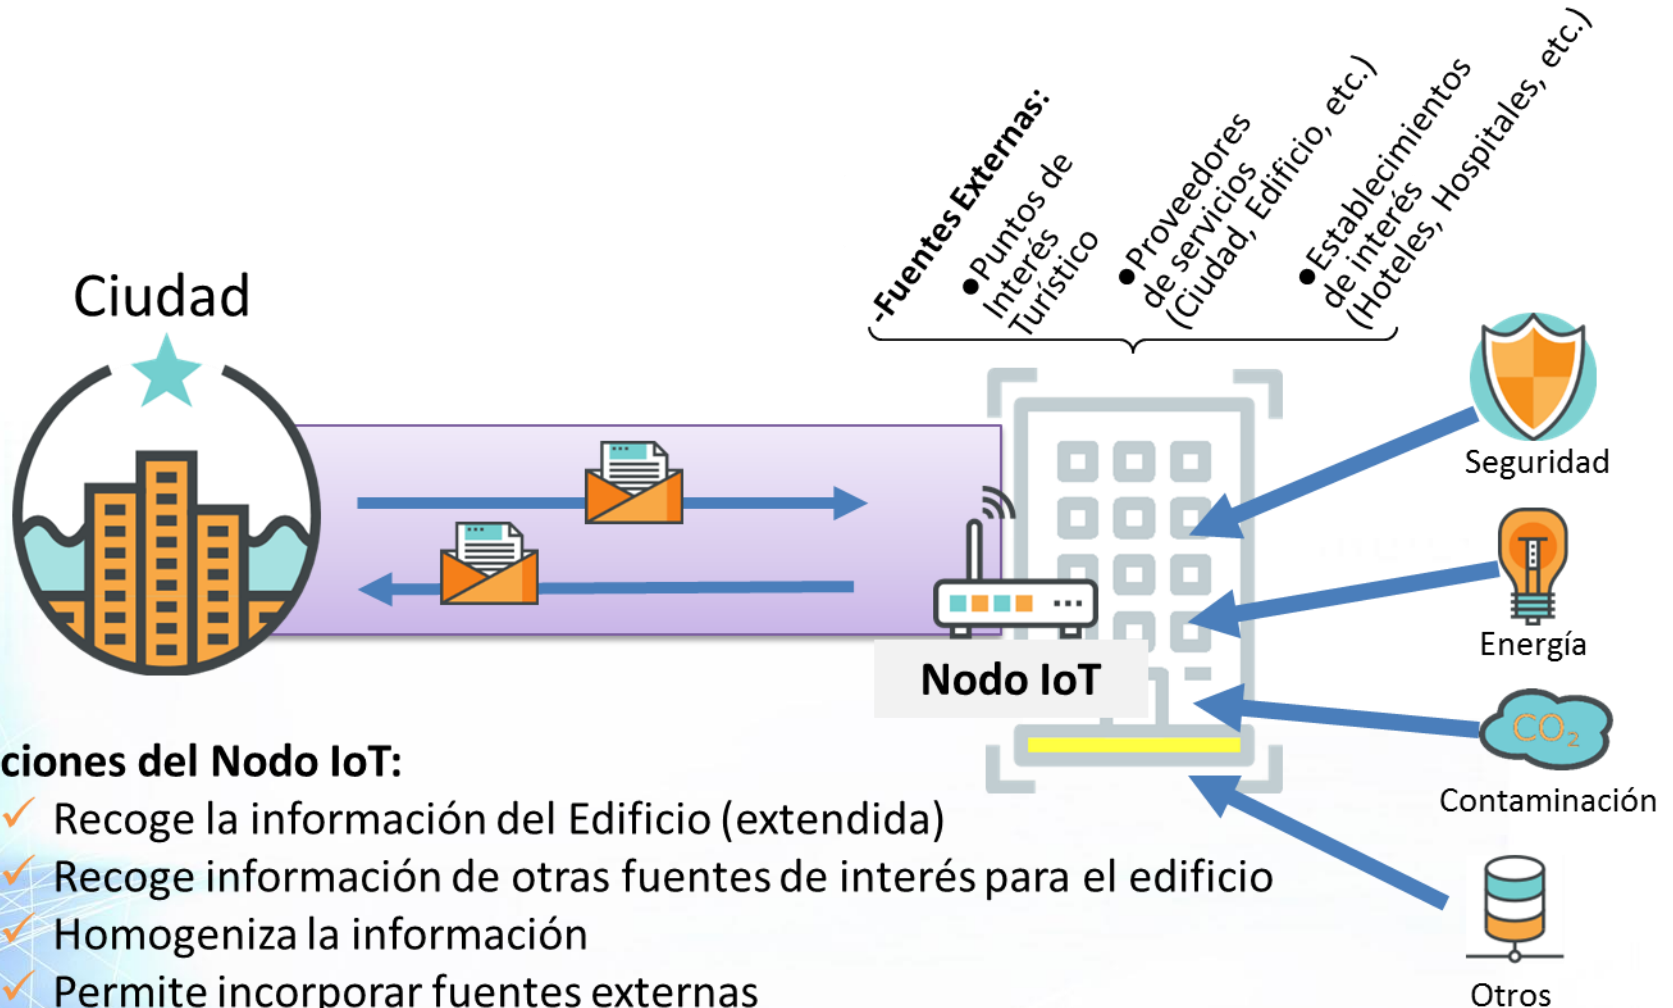 -Fuentes Externas:
●Puntos de
Interés
Turístico
●Proveedores
de servicios
(Ciudad, Edificio, etc.)
●Establecimientos
de interés
(Hoteles, Hospitales, etc.)
Ciudad
Seguridad
Energía
Nodo IoT
CO₂
Contaminación
ciones del Nodo IoT:
✓ Recoge la información del Edificio (extendida)
✓ Recoge información de otras fuentes de interés para el edificio
✓ Homogeniza la información
✓ Permite incorporar fuentes externas
Otros